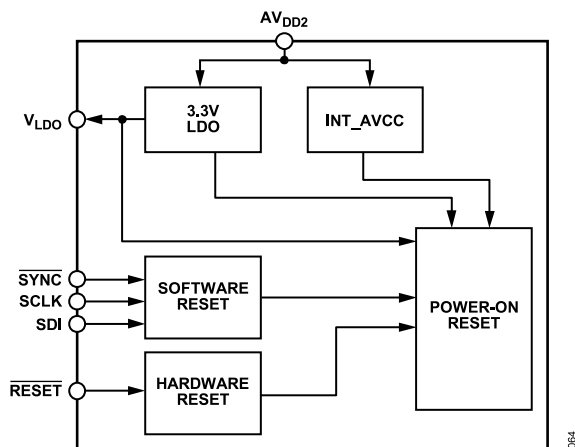 AVDD2
3.3V
LDO
INT_AVCC
VLDO
SYNC
SCLK
SDI
SOFTWARE
RESET
POWER-ON
RESET
RESET
HARDWARE
RESET
064